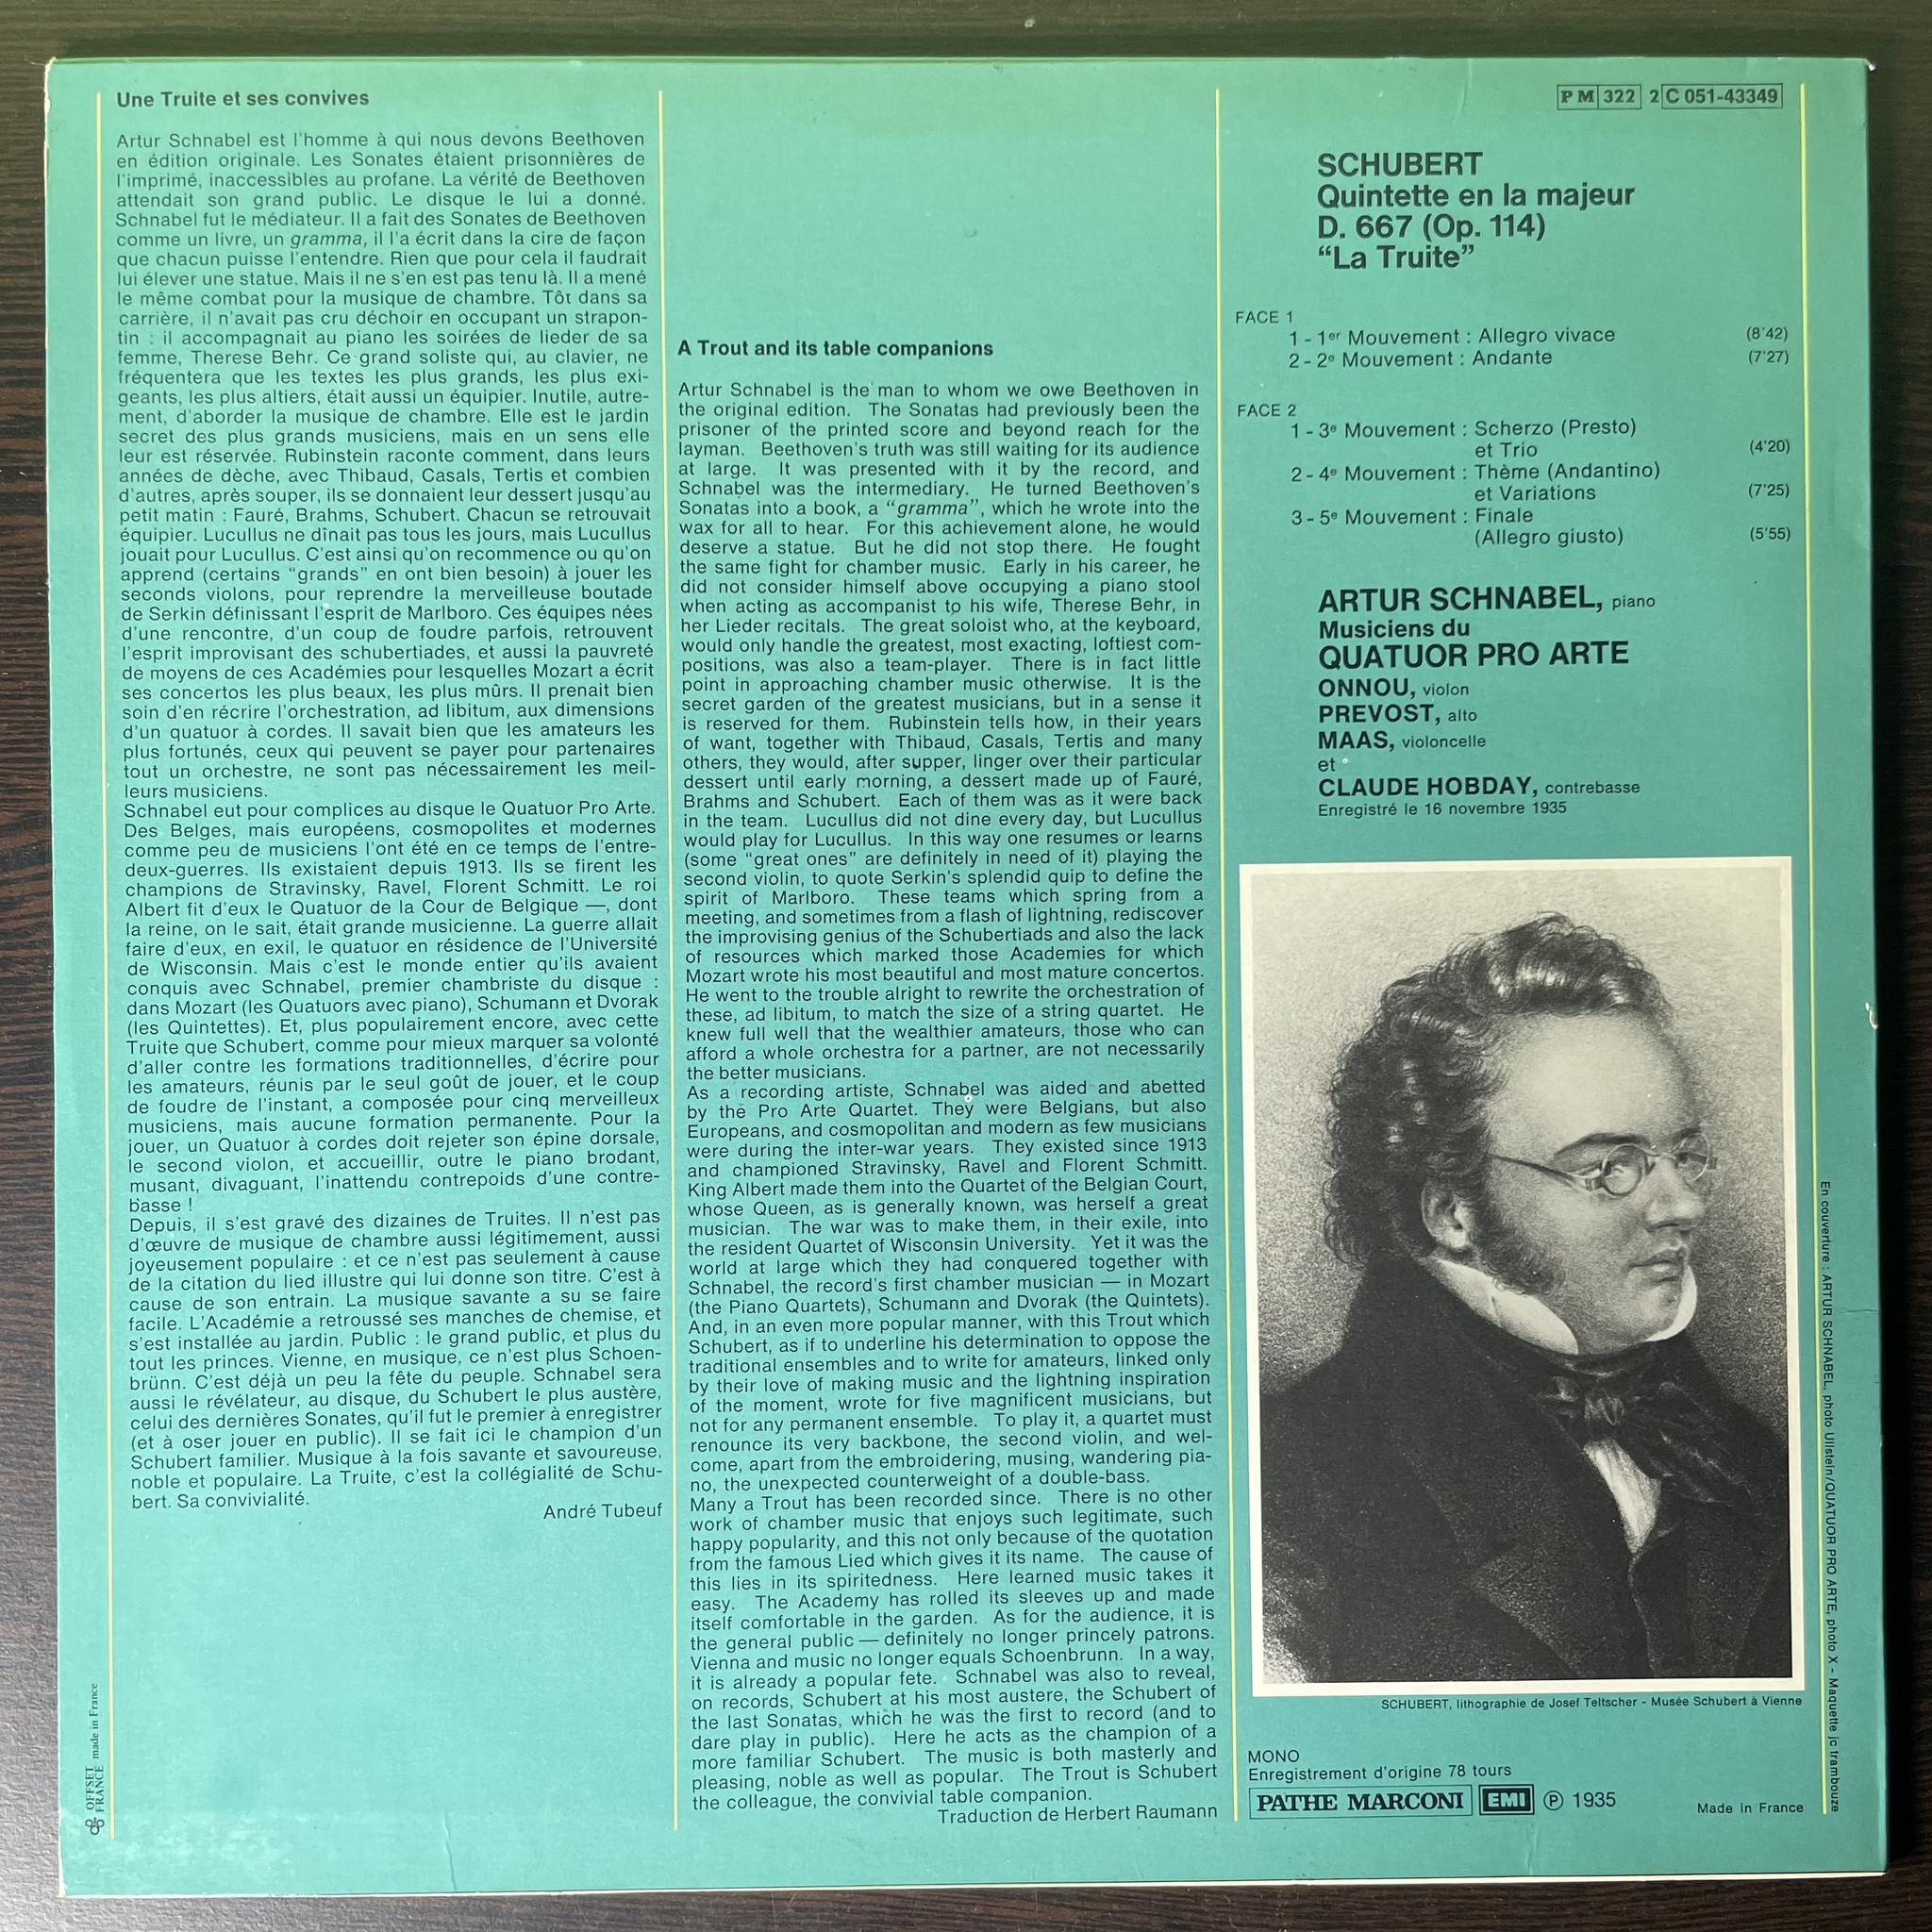 Une Truite et ses convives
Artur Schnabel est l'homme à qui nous devons Beethoven
en édition originale. Les Sonates étaient prisonnières de
l'imprimé, inaccessibles au profane. La vérité de Beethoven
attendait son grand public. Le disque le lui a donné.
Schnabel fut le médiateur. Il a fait des Sonates de Beethoven
comme un livre, un gramma, il l'a écrit dans la cire de façon
que chacun puisse l'entendre. Rien que pour cela il faudrait
lui élever une statue. Mais il ne s'en est pas tenu là. Il a mené
le même combat pour la musique de chambre. Tôt dans sa
carrière, il n'avait pas cru déchoir en occupant un strapon-
tin : il accompagnait au piano les soirées de lieder de sa
femme, Therese Behr. Ce grand soliste qui, au clavier, ne
fréquentera que les textes les plus grands, les plus exi-
geants, les plus altiers, était aussi un équipier. Inutile, autre-
ment, d'aborder la musique de chambre. Elle est le jardin
secret des plus grands musiciens, mais en un sens elle
leur est réservée. Rubinstein raconte comment, dans leurs
années de dèche, avec Thibaud, Casals, Tertis et combien
d'autres, après souper, ils se donnaient leur dessert jusqu'au
petit matin : Fauré, Brahms, Schubert. Chacun se retrouvait
équipier. Lucullus ne dînait pas tous les jours, mais Lucullus
jouait pour Lucullus. C'est ainsi qu'on recommence ou qu'on
apprend (certains “grands” en ont bien besoin) à jouer les
seconds violons, pour reprendre la merveilleuse boutade
de Serkin définissant l'esprit de Marlboro. Ces équipes nées
d'une rencontre, d'un coup de foudre parfois, retrouvent
l'esprit improvisant des schubertiades, et aussi la pauvreté
de moyens de ces Académies pour lesquelles Mozart a écrit
ses concertos les plus beaux, les plus mûrs. Il prenait bien
soin d'en récrire l'orchestration, ad libitum, aux dimensions
d'un quatuor à cordes. Il savait bien que les amateurs les
plus fortunés, ceux qui peuvent se payer pour partenaires
tout un orchestre, ne sont pas nécessairement les meil-
leurs musiciens.
Schnabel eut pour complices au disque le Quatuor Pro Arte.
Des Belges, mais européens, cosmopolites et modernes
comme peu de musiciens l'ont été en ce temps de l'entre-
deux-guerres. Ils existaient depuis 1913. Ils se firent les
champions de Stravinsky, Ravel, Florent Schmitt. Le roi
Albert fit d'eux le Quatuor de la Cour de Belgique —, dont
la reine, on le sait, était grande musicienne. La guerre allait
faire d'eux, en exil, le quatuor en résidence de l'Université
de Wisconsin. Mais c'est le monde entier qu'ils avaient
conquis avec Schnabel, premier chambriste du disque :
dans Mozart (les Quatuors avec piano), Schumann et Dvorak
(les Quintettes). Et, plus populairement encore, avec cette
Truite que Schubert, comme pour mieux marquer sa volonté
d'aller contre les formations traditionnelles, d'écrire pour
les amateurs, réunis par le seul goût de jouer, et le coup
de foudre de l'instant, a composée pour cinq merveilleux
musiciens, mais aucune formation permanente. Pour la
jouer, un Quatuor à cordes doit rejeter son épine dorsale,
le second violon, et accueillir, outre le piano brodant,
musant, divaguant, l'inattendu contrepoids d'une contre-
basse !
Depuis, il s'est gravé des dizaines de Truites. Il n'est pas
d'œuvre de musique de chambre aussi légitimement, aussi
joyeusement populaire : et ce n'est pas seulement à cause
de la citation du lied illustre qui lui donne son titre. C'est à
cause de son entrain. La musique savante a su se faire
facile. L'Académie a retroussé ses manches de chemise, et
s'est installée au jardin. Public : le grand public, et plus du
tout les princes. Vienne, en musique, ce n'est plus Schoen-
brünn. C'est déjà un peu la fête du peuple. Schnabel sera
aussi le révélateur, au disque, du Schubert le plus austère,
celui des dernières Sonates, qu'il fut le premier à enregistrer
(et à oser jouer en public). Il se fait ici le champion d'un
Schubert familier. Musique à la fois savante et savoureuse,
noble et populaire. La Truite, c'est la collégialité de Schu-
bert. Sa convivialité.
André Tubeuf
OFFSET FRANCE made in France
A Trout and its table companions
Artur Schnabel is the man to whom we owe Beethoven in
the original edition. The Sonatas had previously been the
prisoner of the printed score and beyond reach for the
layman. Beethoven's truth was still waiting for its audience
at large. It was presented with it by the record, and
Schnabel was the intermediary. He turned Beethoven's
Sonatas into a book, a “gramma”, which he wrote into the
wax for all to hear. For this achievement alone, he would
deserve a statue. But he did not stop there. He fought
the same fight for chamber music. Early in his career, he
did not consider himself above occupying a piano stool
when acting as accompanist to his wife, Therese Behr, in
her Lieder recitals. The great soloist who, at the keyboard,
would only handle the greatest, most exacting, loftiest com-
positions, was also a team-player. There is in fact little
point in approaching chamber music otherwise. It is the
secret garden of the greatest musicians, but in a sense it
is reserved for them. Rubinstein tells how, in their years
of want, together with Thibaud, Casals, Tertis and many
others, they would, after supper, linger over their particular
dessert until early morning, a dessert made up of Fauré,
Brahms and Schubert. Each of them was as it were back
in the team. Lucullus did not dine every day, but Lucullus
would play for Lucullus. In this way one resumes or learns
(some “great ones” are definitely in need of it) playing the
second violin, to quote Serkin's splendid quip to define the
spirit of Marlboro. These teams which spring from a
meeting, and sometimes from a flash of lightning, rediscover
the improvising genius of the Schubertiads and also the lack
of resources which marked those Academies for which
Mozart wrote his most beautiful and most mature concertos.
He went to the trouble alright to rewrite the orchestration of
these, ad libitum, to match the size of a string quartet. He
knew full well that the wealthier amateurs, those who can
afford a whole orchestra for a partner, are not necessarily
the better musicians.
As a recording artiste, Schnabel was aided and abetted
by the Pro Arte Quartet. They were Belgians, but also
Europeans, and cosmopolitan and modern as few musicians
were during the inter-war years. They existed since 1913
and championed Stravinsky, Ravel and Florent Schmitt.
King Albert made them into the Quartet of the Belgian Court,
whose Queen, as is generally known, was herself a great
musician. The war was to make them, in their exile, into
the resident Quartet of Wisconsin University. Yet it was the
world at large which they had conquered together with
Schnabel, the record's first chamber musician — in Mozart
(the Piano Quartets), Schumann and Dvorak (the Quintets).
And, in an even more popular manner, with this Trout which
Schubert, as if to underline his determination to oppose the
traditional ensembles and to write for amateurs, linked only
by their love of making music and the lightning inspiration
of the moment, wrote for five magnificent musicians, but
not for any permanent ensemble. To play it, a quartet must
renounce its very backbone, the second violin, and wel-
come, apart from the embroidering, musing, wandering pia-
no, the unexpected counterweight of a double-bass.
Many a Trout has been recorded since. There is no other
work of chamber music that enjoys such legitimate, such
happy popularity, and this not only because of the quotation
from the famous Lied which gives it its name. The cause of
this lies in its spiritedness. Here learned music takes it
easy. The Academy has rolled its sleeves up and made
itself comfortable in the garden. As for the audience, it is
the general public — definitely no longer princely patrons.
Vienna and music no longer equals Schoenbrunn. In a way,
it is already a popular fete. Schnabel was also to reveal,
on records, Schubert at his most austere, the Schubert of
the last Sonatas, which he was the first to record (and to
dare play in public). Here he acts as the champion of a
more familiar Schubert. The music is both masterly and
pleasing, noble as well as popular. The Trout is Schubert
the colleague, the convivial table companion.
Traduction de Herbert Raumann
PM 322 2 C 051-43349
SCHUBERT
Quintette en la majeur
D. 667 (Op. 114)
“La Truite”
FACE 1
1 - 1er Mouvement : Allegro vivace (8'42)
2 - 2e Mouvement : Andante (7'27)
FACE 2
1 - 3e Mouvement : Scherzo (Presto)
et Trio (4'20)
2 - 4e Mouvement : Thème (Andantino)
et Variations (7'25)
3 - 5e Mouvement : Finale
(Allegro giusto) (5'55)
ARTUR SCHNABEL, piano
Musiciens du
QUATUOR PRO ARTE
ONNOU, violon
PREVOST, alto
MAAS, violoncelle
et
CLAUDE HOBDAY, contrebasse
Enregistré le 16 novembre 1935
SCHUBERT, lithographie de Josef Teltscher - Musée Schubert à Vienne
MONO
Enregistrement d'origine 78 tours
PATHE MARCONI EMI ℗ 1935
Made in France
En couverture : ARTUR SCHNABEL, photo Ullstein/QUATUOR PRO ARTE, photo X - Maquette jc trambouze